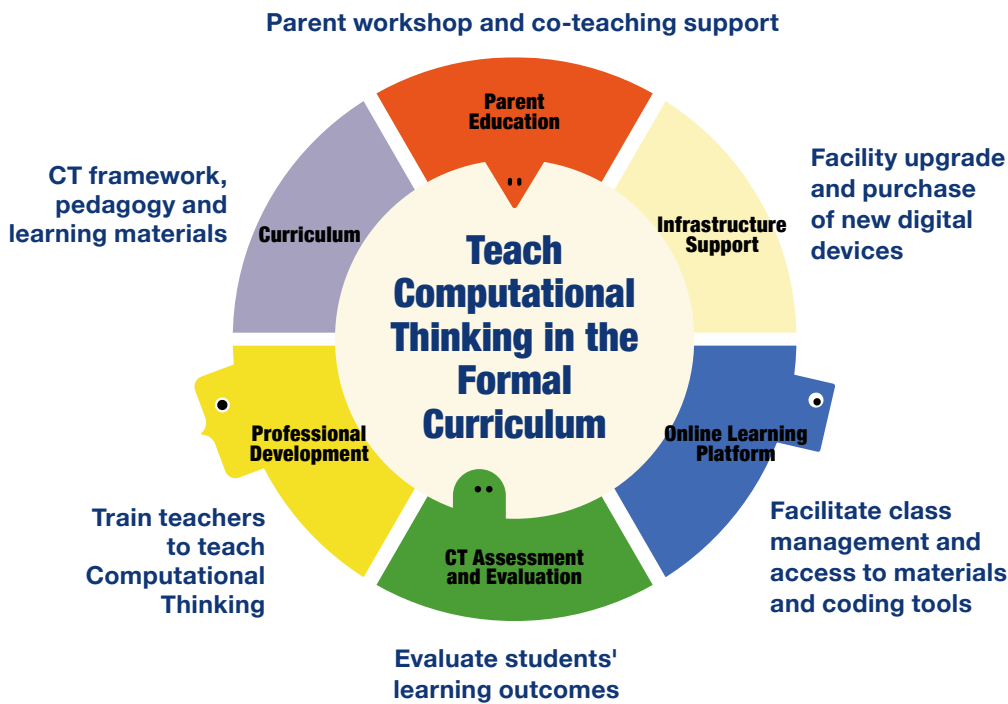 Parent workshop and co-teaching support
Parent
Education
CT framework,
pedagogy and
learning materials
Curriculum
Infrastructure
Support
Facility upgrade
and purchase
of new digital
devices
Teach
Computational
Thinking in the
Formal
Curriculum
Professional
Development
Online Learning
Platform
Train teachers
to teach
Computational
Thinking
CT Assessment
and Evaluation
Facilitate class
management and
access to materials
and coding tools
Evaluate students'
learning outcomes